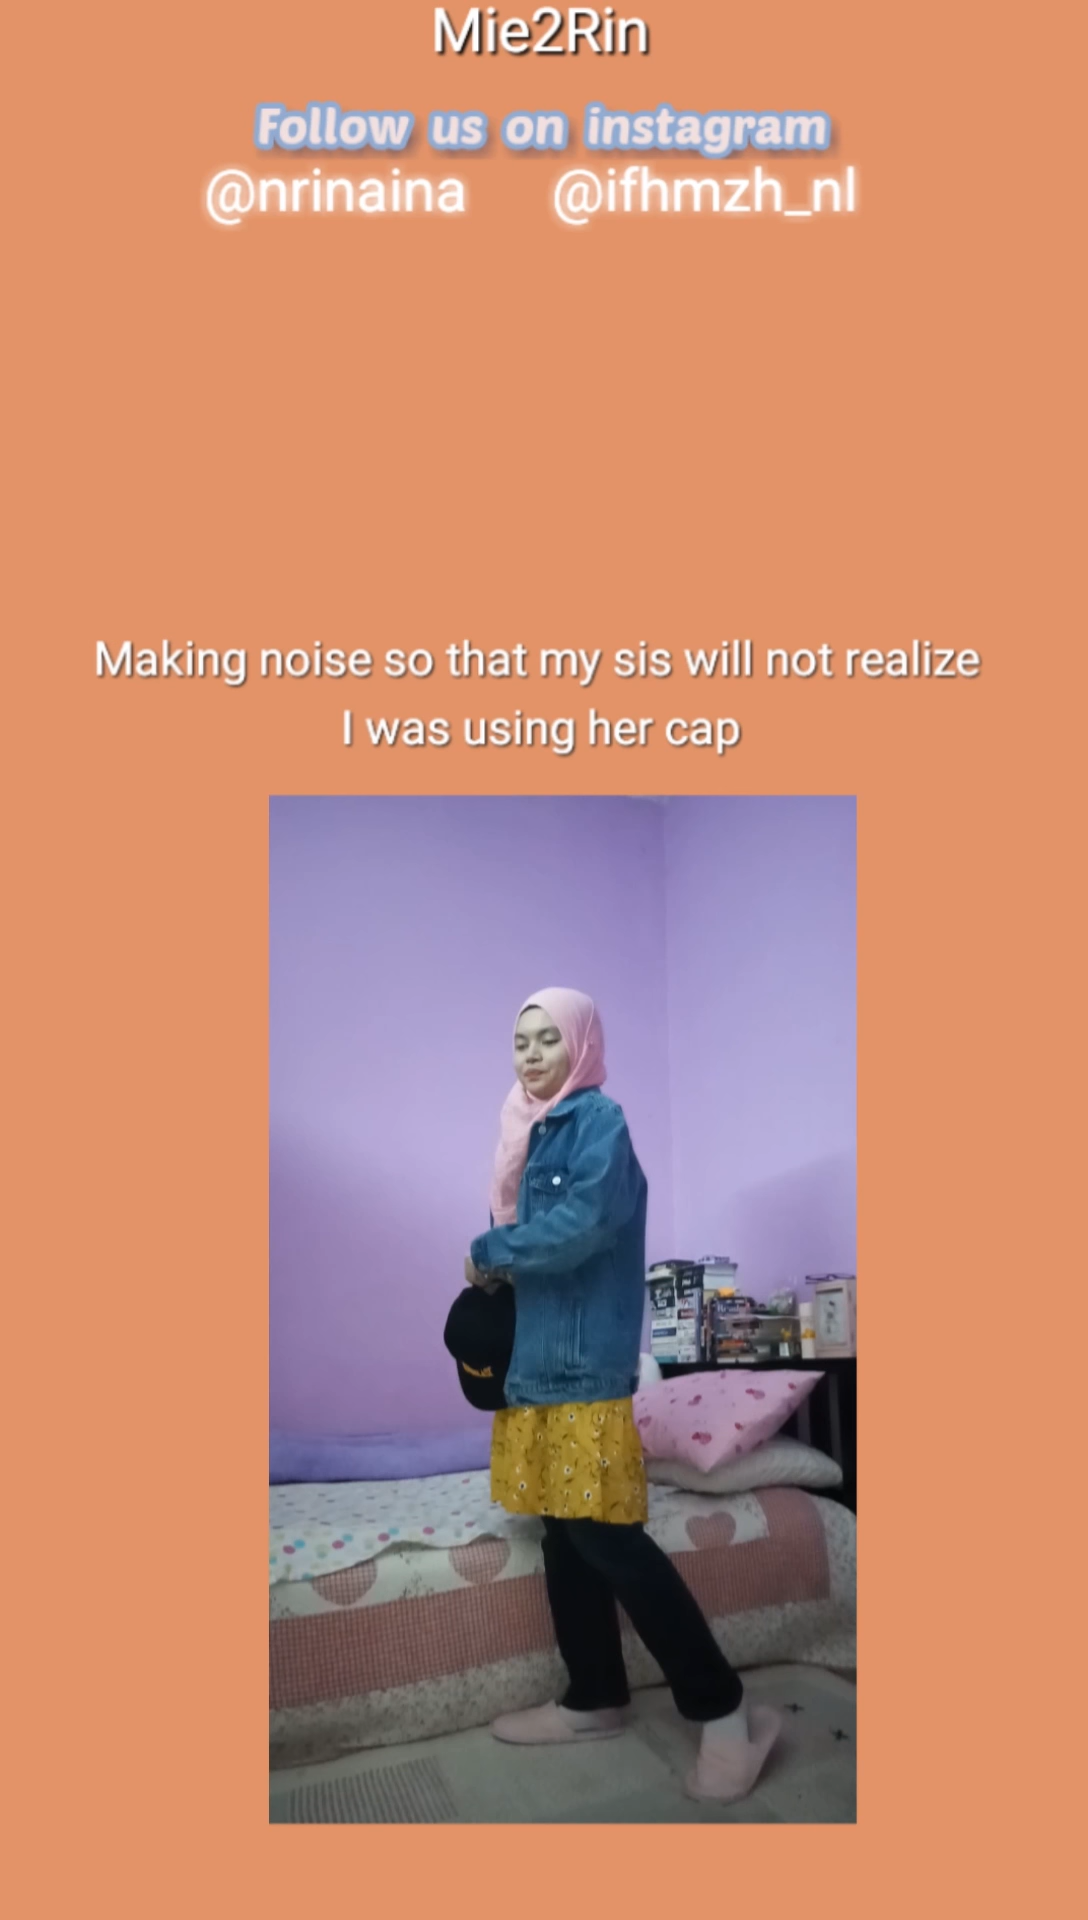 Mie2Rin
Follow us on instagram
@nrinaina @ifhmzh_nl
Making noise so that my sis will not realize
I was using her cap